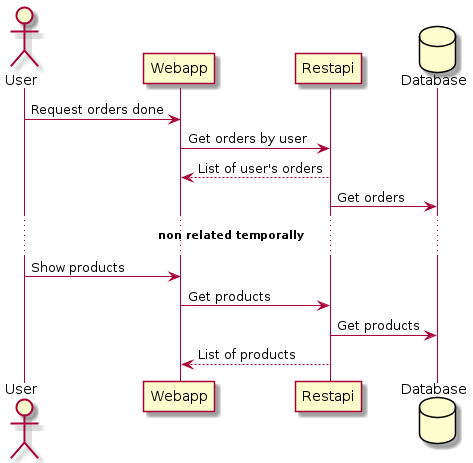 User
Webapp
Restapi
Database
Request orders done
Get orders by user
List of user's orders
Get orders
non related temporally
Show products
Get products
Get products
List of products
User
Webapp
Restapi
Database